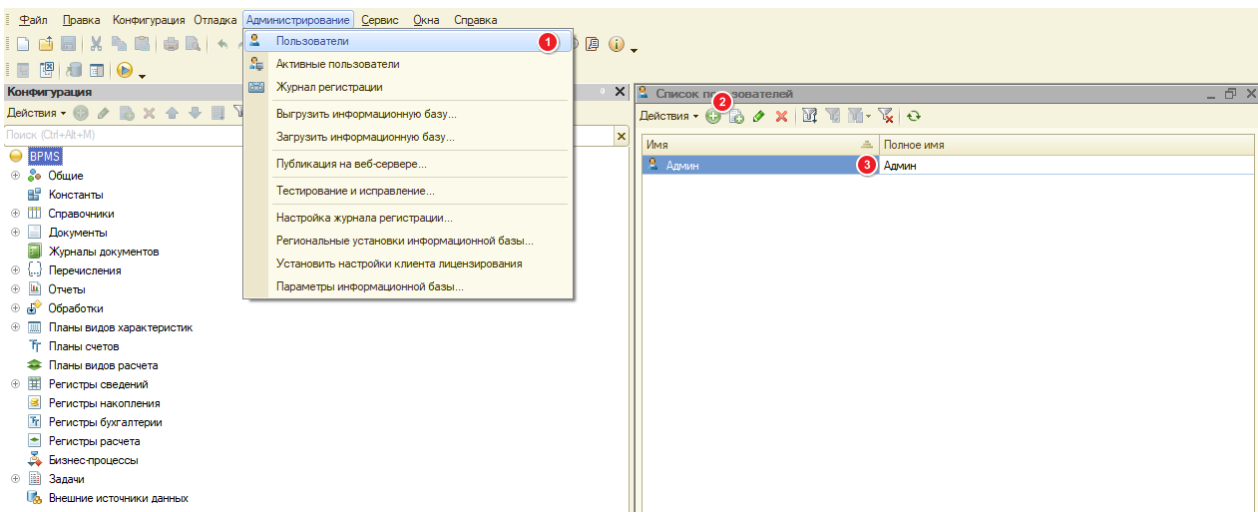 Файл Правка Конфигурация Отладка Администрирование Сервис Окна Справка
Пользователи 1
Активные пользователи
Журнал регистрации
Выгрузить информационную базу...
Загрузить информационную базу...
Публикация на веб-сервере...
Тестирование и исправление...
Настройка журнала регистрации...
Региональные установки информационной базы...
Установить настройки клиента лицензирования
Параметры информационной базы...
Конфигурация
Действия
Поиск (Ctrl+Alt+M)
BPMS
Общие
Константы
Справочники
Документы
Журналы документов
Перечисления
Отчеты
Обработки
Планы видов характеристик
Планы счетов
Планы видов расчета
Регистры сведений
Регистры накопления
Регистры бухгалтерии
Регистры расчета
Бизнес-процессы
Задачи
Внешние источники данных
Список пользователей
2
Действия
Имя Полное имя
Админ 3 Админ